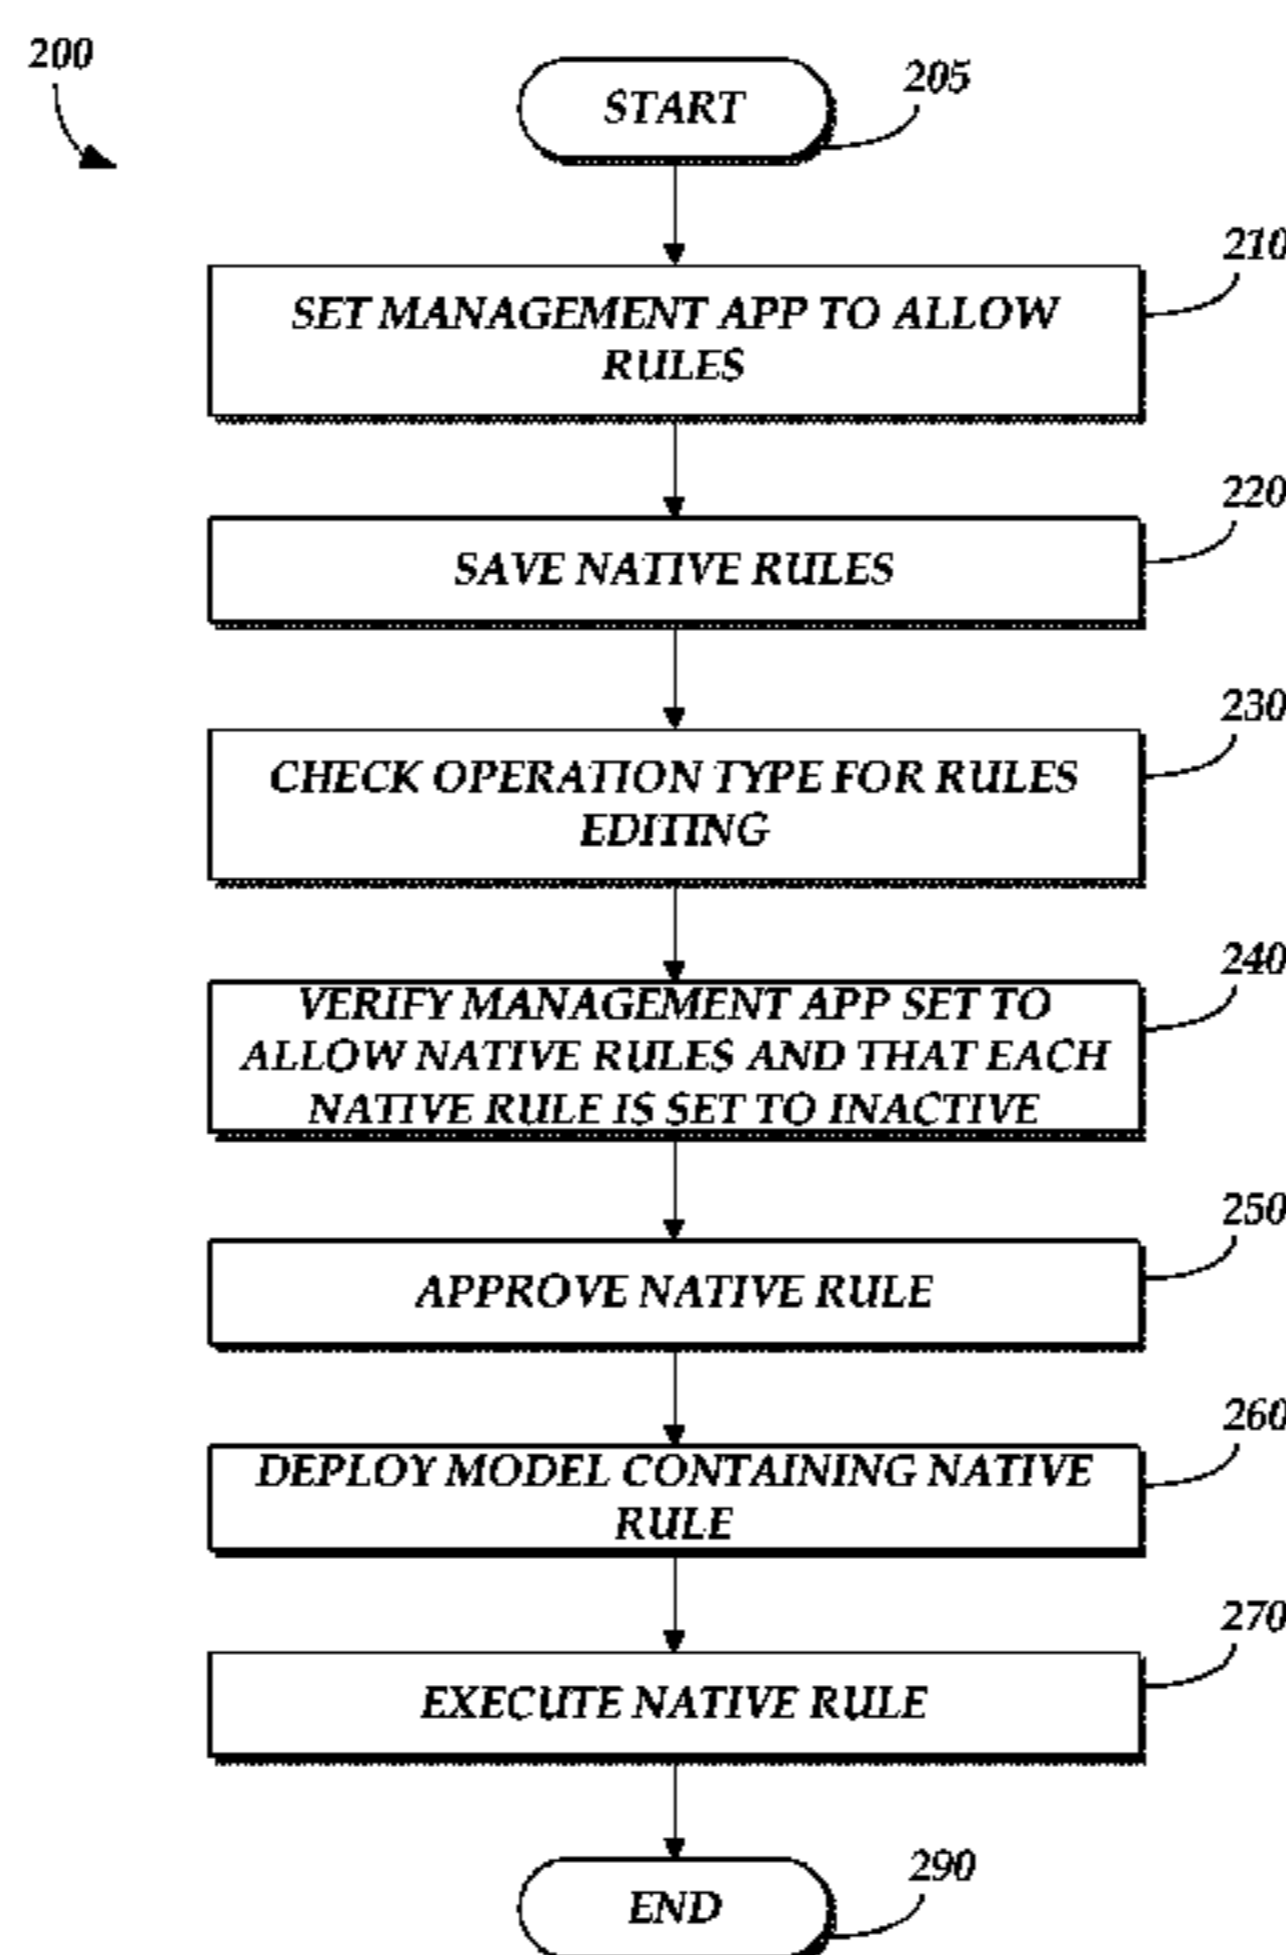 200
START
205
210
SET MANAGEMENT APP TO ALLOW
RULES
220
SAVE NATIVE RULES
230
CHECK OPERATION TYPE FOR RULES
EDITING
240
VERIFY MANAGEMENT APP SET TO
ALLOW NATIVE RULES AND THAT EACH
NATIVE RULE IS SET TO INACTIVE
250
APPROVE NATIVE RULE
260
DEPLOY MODEL CONTAINING NATIVE
RULE
270
EXECUTE NATIVE RULE
290
END